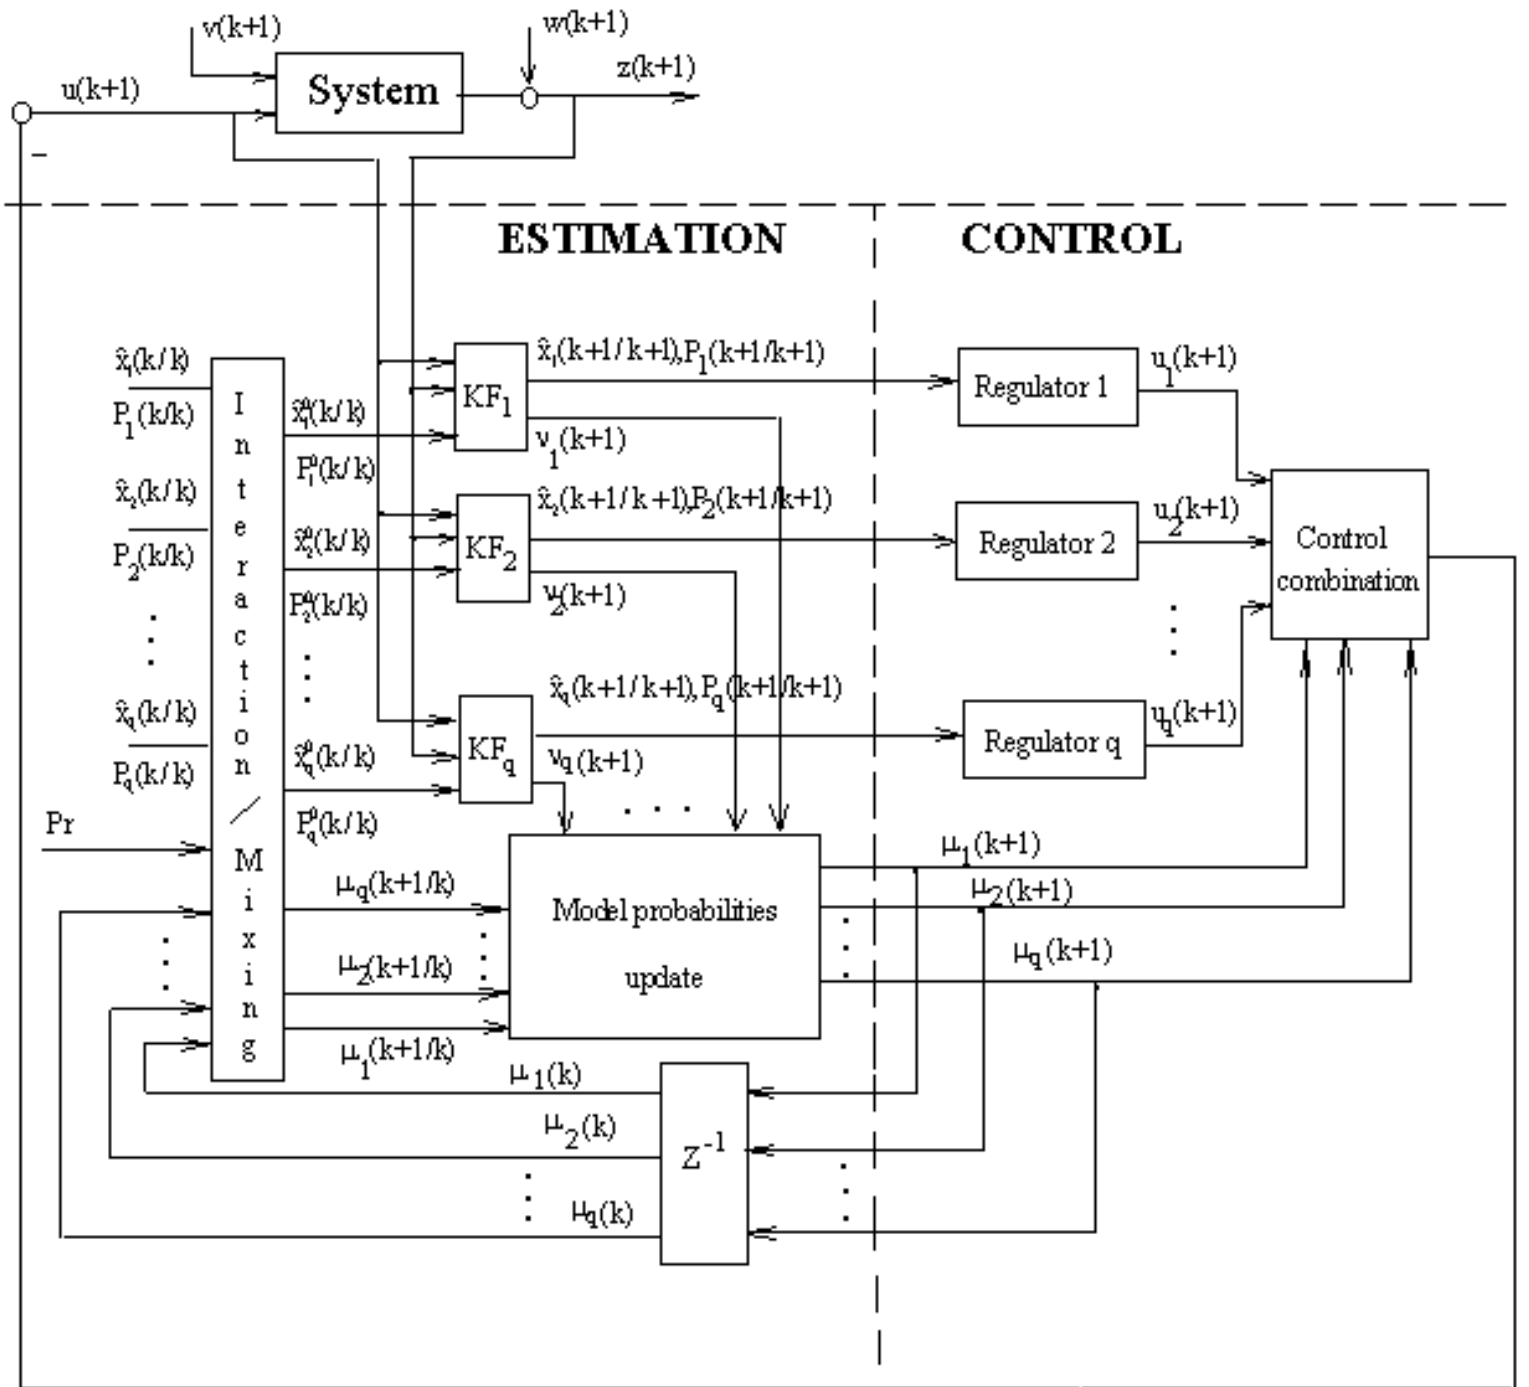 v(k+1)
w(k+1)
z(k+1)
u(k+1)
System
–
ESTIMATION
CONTROL
x̂₁(k/k)
P₁(k/k)
x̂₂(k/k)
P₂(k/k)
x̂q(k/k)
Pq(k/k)
Pr
Interaction / Mixing
x̂₁⁰(k/k)
P₁⁰(k/k)
x̂₂⁰(k/k)
P₂⁰(k/k)
x̂q⁰(k/k)
Pq⁰(k/k)
KF₁
x̂₁(k+1/k+1),P₁(k+1/k+1)
ν₁(k+1)
KF₂
x̂₂(k+1/k+1),P₂(k+1/k+1)
ν₂(k+1)
KFq
x̂q(k+1/k+1),Pq(k+1/k+1)
νq(k+1)
Regulator 1
u₁(k+1)
Regulator 2
u₂(k+1)
Regulator q
uq(k+1)
Control
combination
μq(k+1/k)
μ₂(k+1/k)
μ₁(k+1/k)
Model probabilities
update
μ₁(k+1)
μ₂(k+1)
μq(k+1)
μ₁(k)
μ₂(k)
μq(k)
Z⁻¹